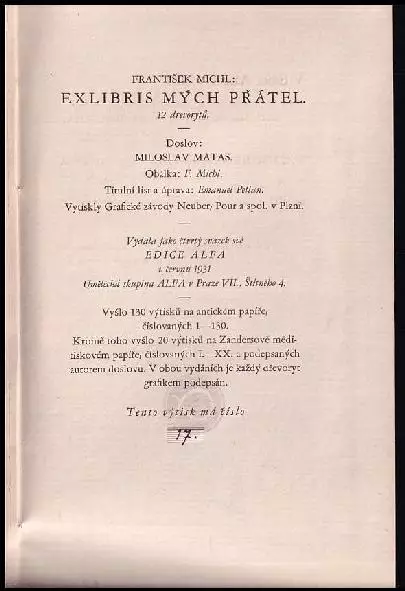 FRANTIŠEK MICHL:
EXLIBRIS MÝCH PŘÁTEL.
12 dřevorytů.
Doslov:
MILOSLAV MATAS.
Obálka: F. Michl.
Titulní list a úprava: Emanuel Pelant.
Vytiskly Grafické závody Neuber, Pour a spol. v Plzni.
Vydala jako čtvrtý svazek své
EDICE ALFA
v červnu 1931
Umělecká skupina ALFA v Praze VII., Štítného 4.
Vyšlo 130 výtisků na antickém papíře,
číslovaných 1—130.
Kromě toho vyšlo 20 výtisků na Zandersově mědi-
tiskovém papíře, číslovaných I.—XX. a podepsaných
autorem doslovu. V obou vydáních je každý dřevoryt
grafikem podepsán.
Tento výtisk má číslo
17.